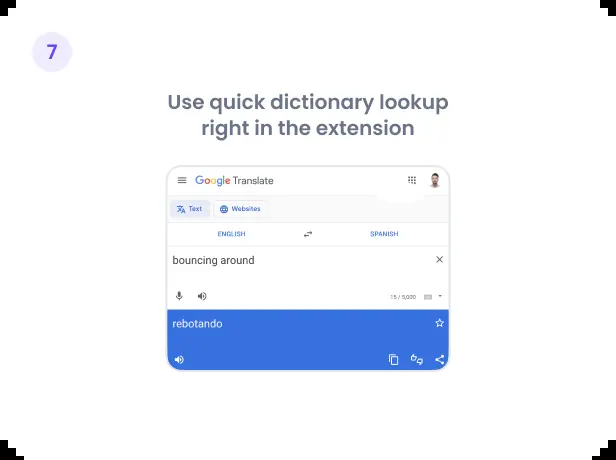 7
Use quick dictionary lookup
right in the extension
Google Translate
Text Websites
ENGLISH SPANISH
bouncing around
15 / 5,000
rebotando